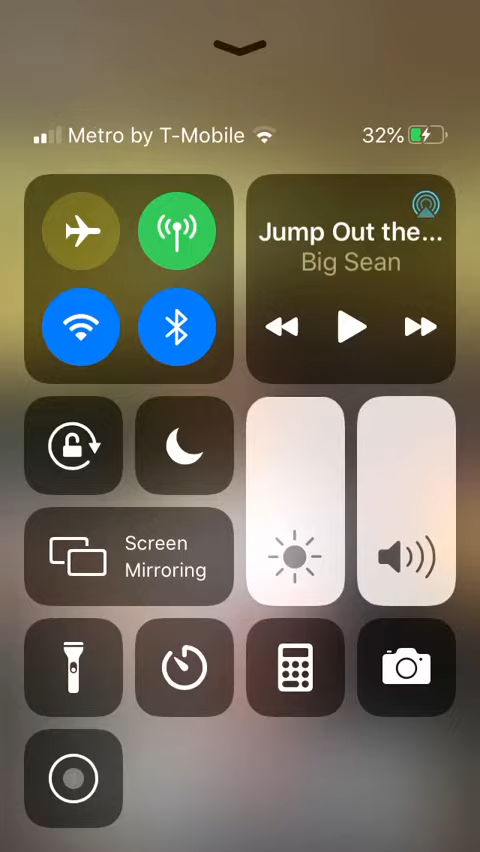 Metro by T-Mobile 32%
Jump Out the...
Big Sean
Screen
Mirroring